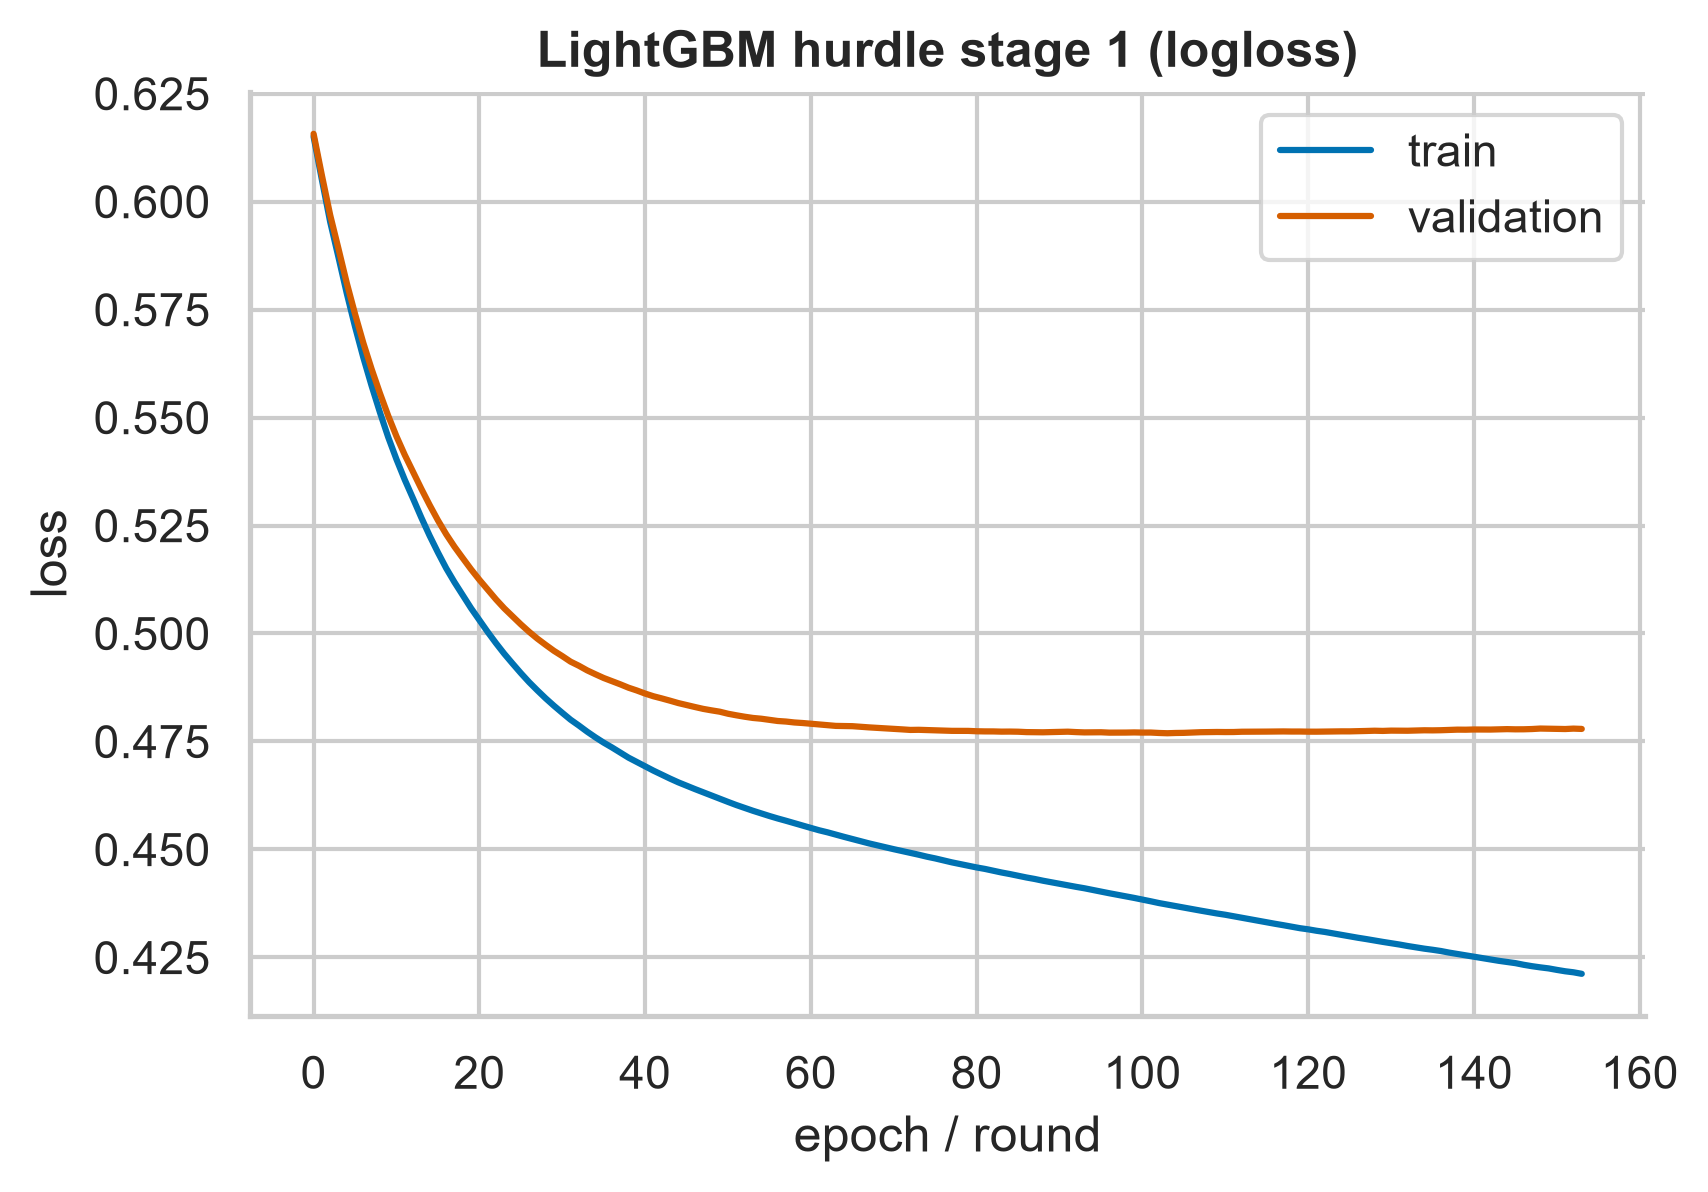 LightGBM hurdle stage 1 (logloss)
0.625
0.600
0.575
0.550
0.525
0.500
0.475
0.450
0.425
loss
train
validation
0 20 40 60 80 100 120 140 160
epoch / round